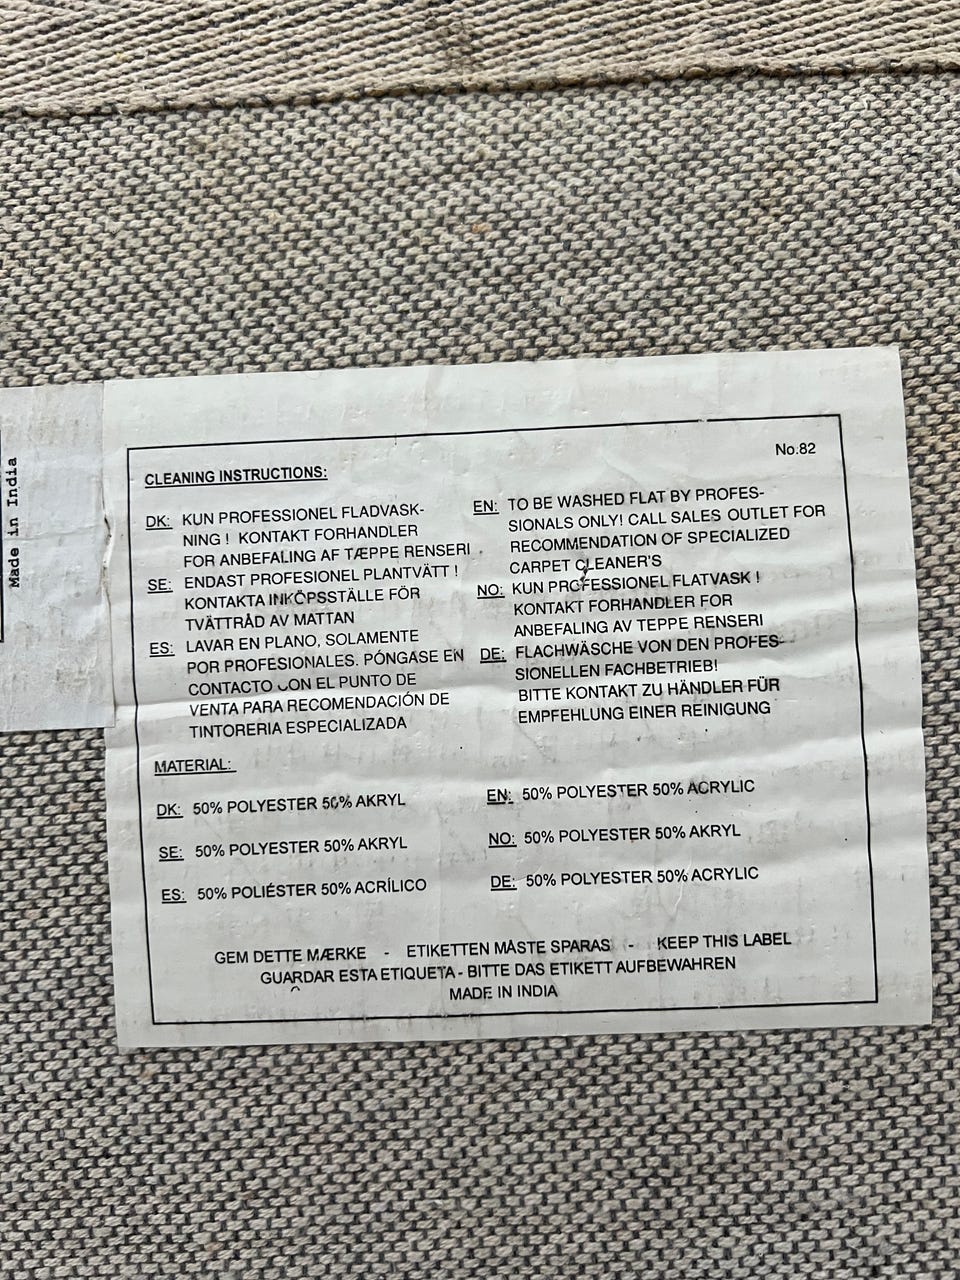 Made in India
No.82
CLEANING INSTRUCTIONS:
DK: KUN PROFESSIONEL FLADVASK-
NING ! KONTAKT FORHANDLER
FOR ANBEFALING AF TÆPPE RENSERI .
SE: ENDAST PROFESIONEL PLANTVÄTT !
KONTAKTA INKÖPSSTÄLLE FÖR
TVÄTTRÅD AV MATTAN
ES: LAVAR EN PLANO, SOLAMENTE
POR PROFESIONALES. PÓNGASE EN
CONTACTO CON EL PUNTO DE
VENTA PARA RECOMENDACIÓN DE
TINTORERIA ESPECIALIZADA
EN: TO BE WASHED FLAT BY PROFES-
SIONALS ONLY! CALL SALES OUTLET FOR
RECOMMENDATION OF SPECIALIZED
CARPET CLEANER'S
NO: KUN PROFESSIONEL FLATVASK !
KONTAKT FORHANDLER FOR
ANBEFALING AV TEPPE RENSERI
DE: FLACHWÄSCHE VON DEN PROFES-
SIONELLEN FACHBETRIEB!
BITTE KONTAKT ZU HÄNDLER FÜR
EMPFEHLUNG EINER REINIGUNG
MATERIAL:
DK: 50% POLYESTER 50% AKRYL
SE: 50% POLYESTER 50% AKRYL
ES: 50% POLIÉSTER 50% ACRÍLICO
EN: 50% POLYESTER 50% ACRYLIC
NO: 50% POLYESTER 50% AKRYL
DE: 50% POLYESTER 50% ACRYLIC
GEM DETTE MÆRKE - ETIKETTEN MÅSTE SPARAS - KEEP THIS LABEL
GUARDAR ESTA ETIQUETA - BITTE DAS ETIKETT AUFBEWAHREN
MADE IN INDIA